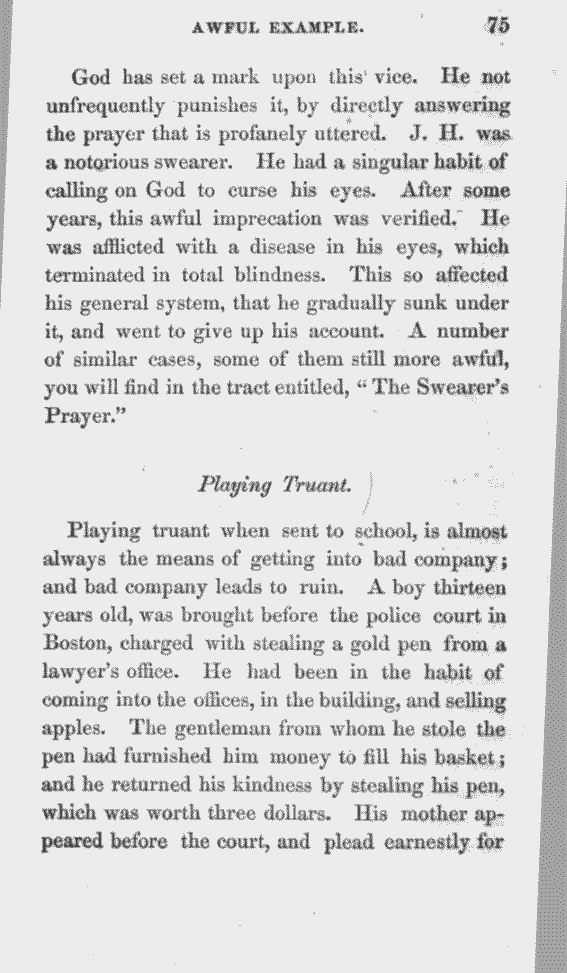 AWFUL EXAMPLE. 75
God has set a mark upon this vice. He not
unfrequently punishes it, by directly answering
the prayer that is profanely uttered. J. H. was
a notorious swearer. He had a singular habit of
calling on God to curse his eyes. After some
years, this awful imprecation was verified. He
was afflicted with a disease in his eyes, which
terminated in total blindness. This so affected
his general system, that he gradually sunk under
it, and went to give up his account. A number
of similar cases, some of them still more awful,
you will find in the tract entitled, “ The Swearer’s
Prayer.”
Playing Truant.
Playing truant when sent to school, is almost
always the means of getting into bad company;
and bad company leads to ruin. A boy thirteen
years old, was brought before the police court in
Boston, charged with stealing a gold pen from a
lawyer’s office. He had been in the habit of
coming into the offices, in the building, and selling
apples. The gentleman from whom he stole the
pen had furnished him money to fill his basket;
and he returned his kindness by stealing his pen,
which was worth three dollars. His mother ap-
peared before the court, and plead earnestly for